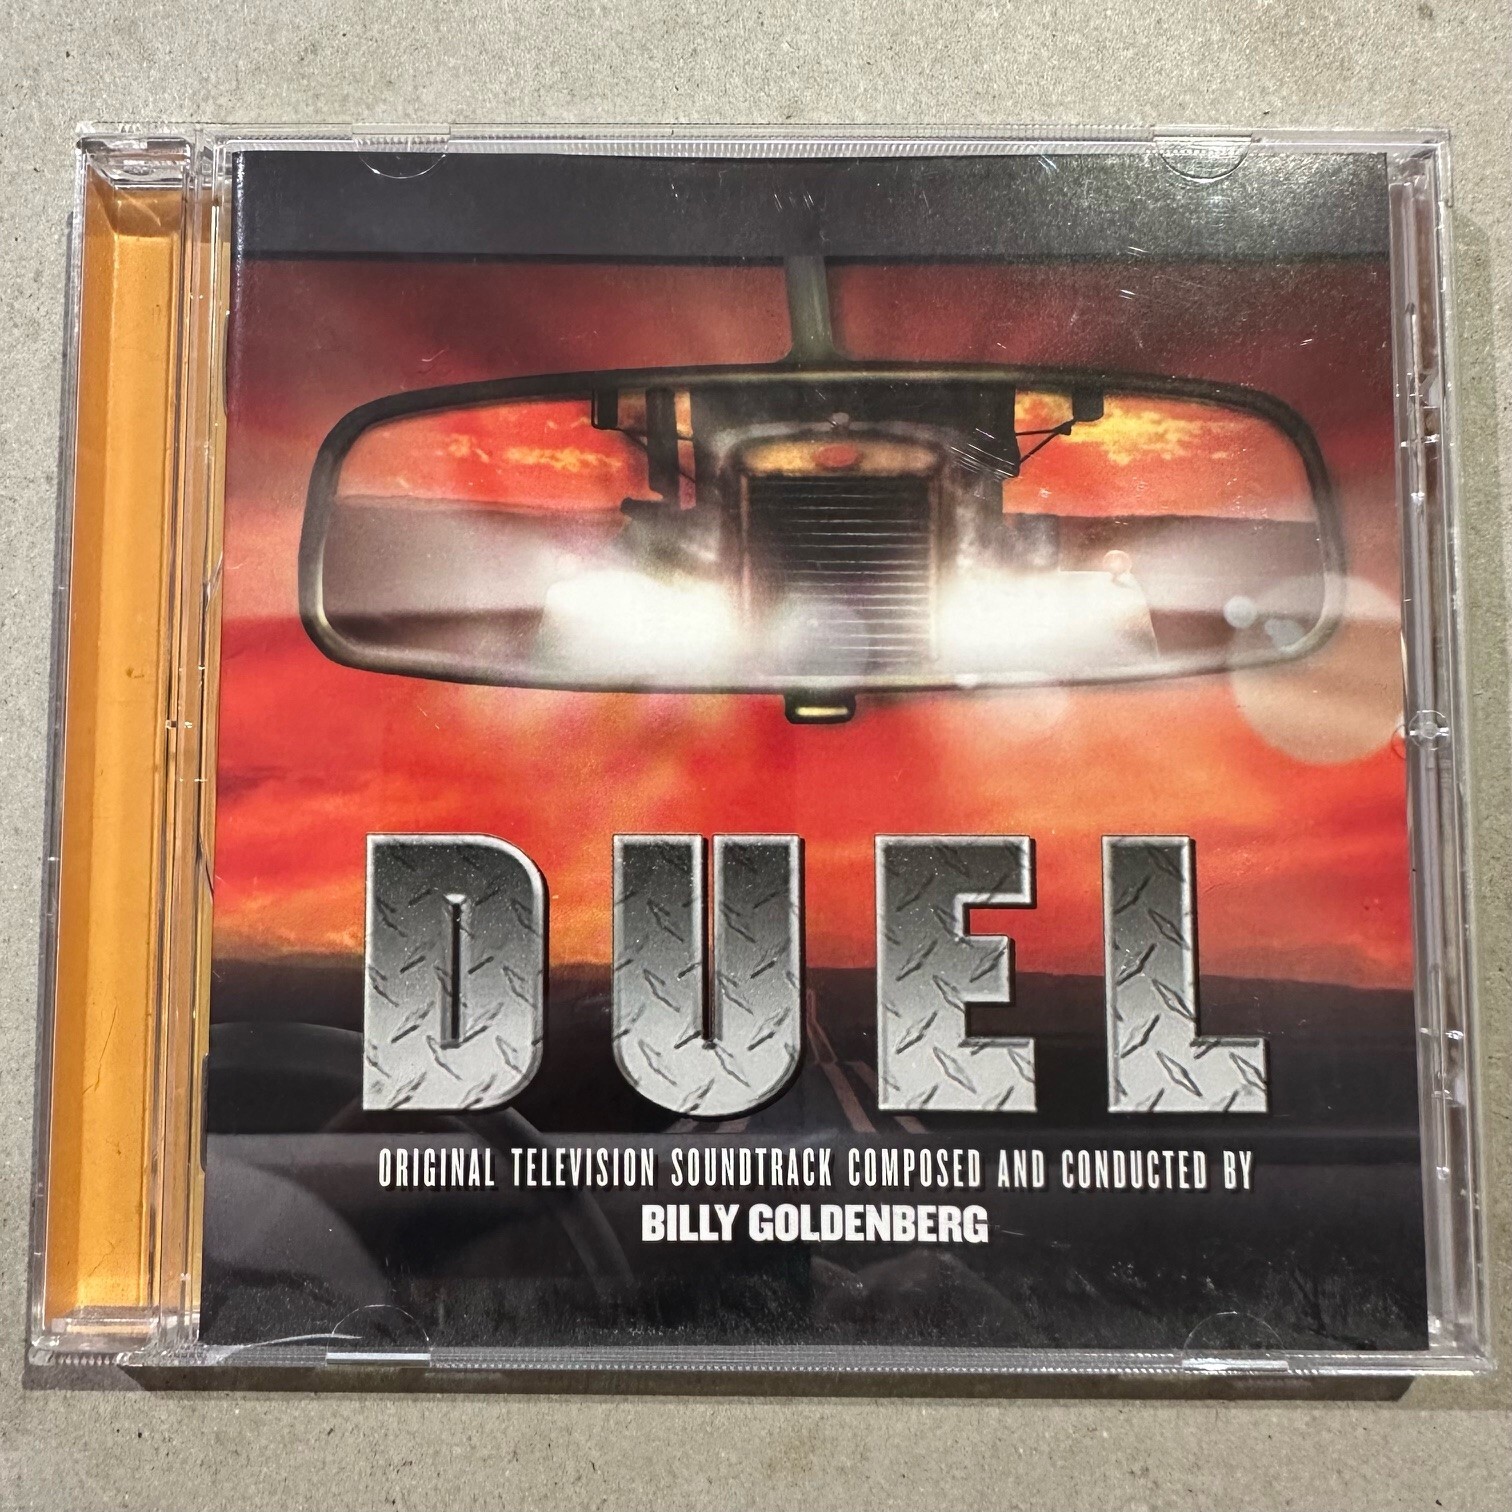 DUEL
ORIGINAL TELEVISION SOUNDTRACK COMPOSED AND CONDUCTED BY
BILLY GOLDENBERG